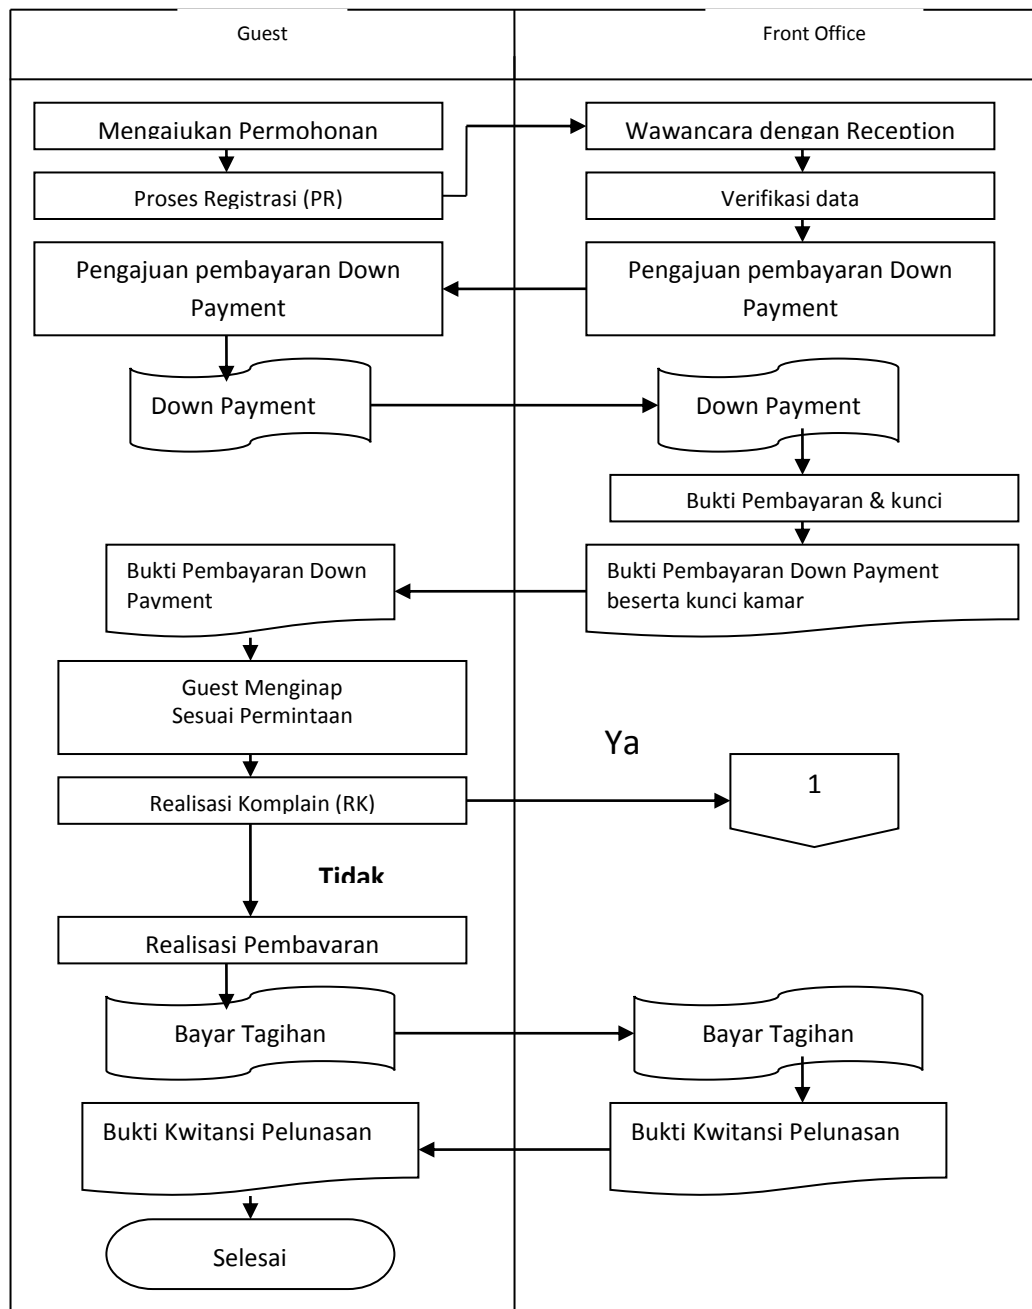 Guest
Front Office
Mengajukan Permohonan
Wawancara dengan Reception
Proses Registrasi (PR)
Verifikasi data
Pengajuan pembayaran Down
Payment
Pengajuan pembayaran Down
Payment
Down Payment
Down Payment
Bukti Pembayaran & kunci
Bukti Pembayaran Down
Payment
Bukti Pembayaran Down Payment
beserta kunci kamar
Guest Menginap
Sesuai Permintaan
Ya
1
Realisasi Komplain (RK)
Tidak
Realisasi Pembayaran
Bayar Tagihan
Bayar Tagihan
Bukti Kwitansi Pelunasan
Bukti Kwitansi Pelunasan
Selesai